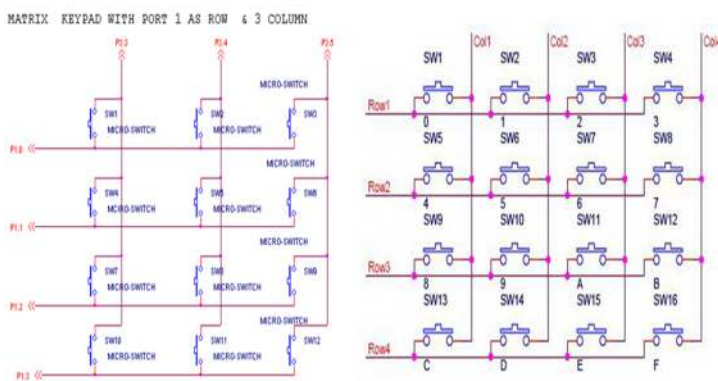 MATRIX KEYPAD WITH PORT 1 AS ROW & 3 COLUMN
P3:3 P3:4 P3:5
MICRO-SWITCH
SW1 SW2 SW3
MICRO-SWITCH MICRO-SWITCH
P1:0
MICRO-SWITCH
SW4 SW5 SW6
MICRO-SWITCH MICRO-SWITCH
P1:1
MICRO-SWITCH
SW7 SW8 SW9
MICRO-SWITCH MICRO-SWITCH
P1:2
MICRO-SWITCH
SW10 SW11 SW12
MICRO-SWITCH MICRO-SWITCH
P1:3
Col1 Col2 Col3 Col4
SW1 SW2 SW3 SW4
Row1
0 1 2 3
SW5 SW6 SW7 SW8
Row2
4 5 6 7
SW9 SW10 SW11 SW12
Row3
8 9 A B
SW13 SW14 SW15 SW16
Row4
C D E F